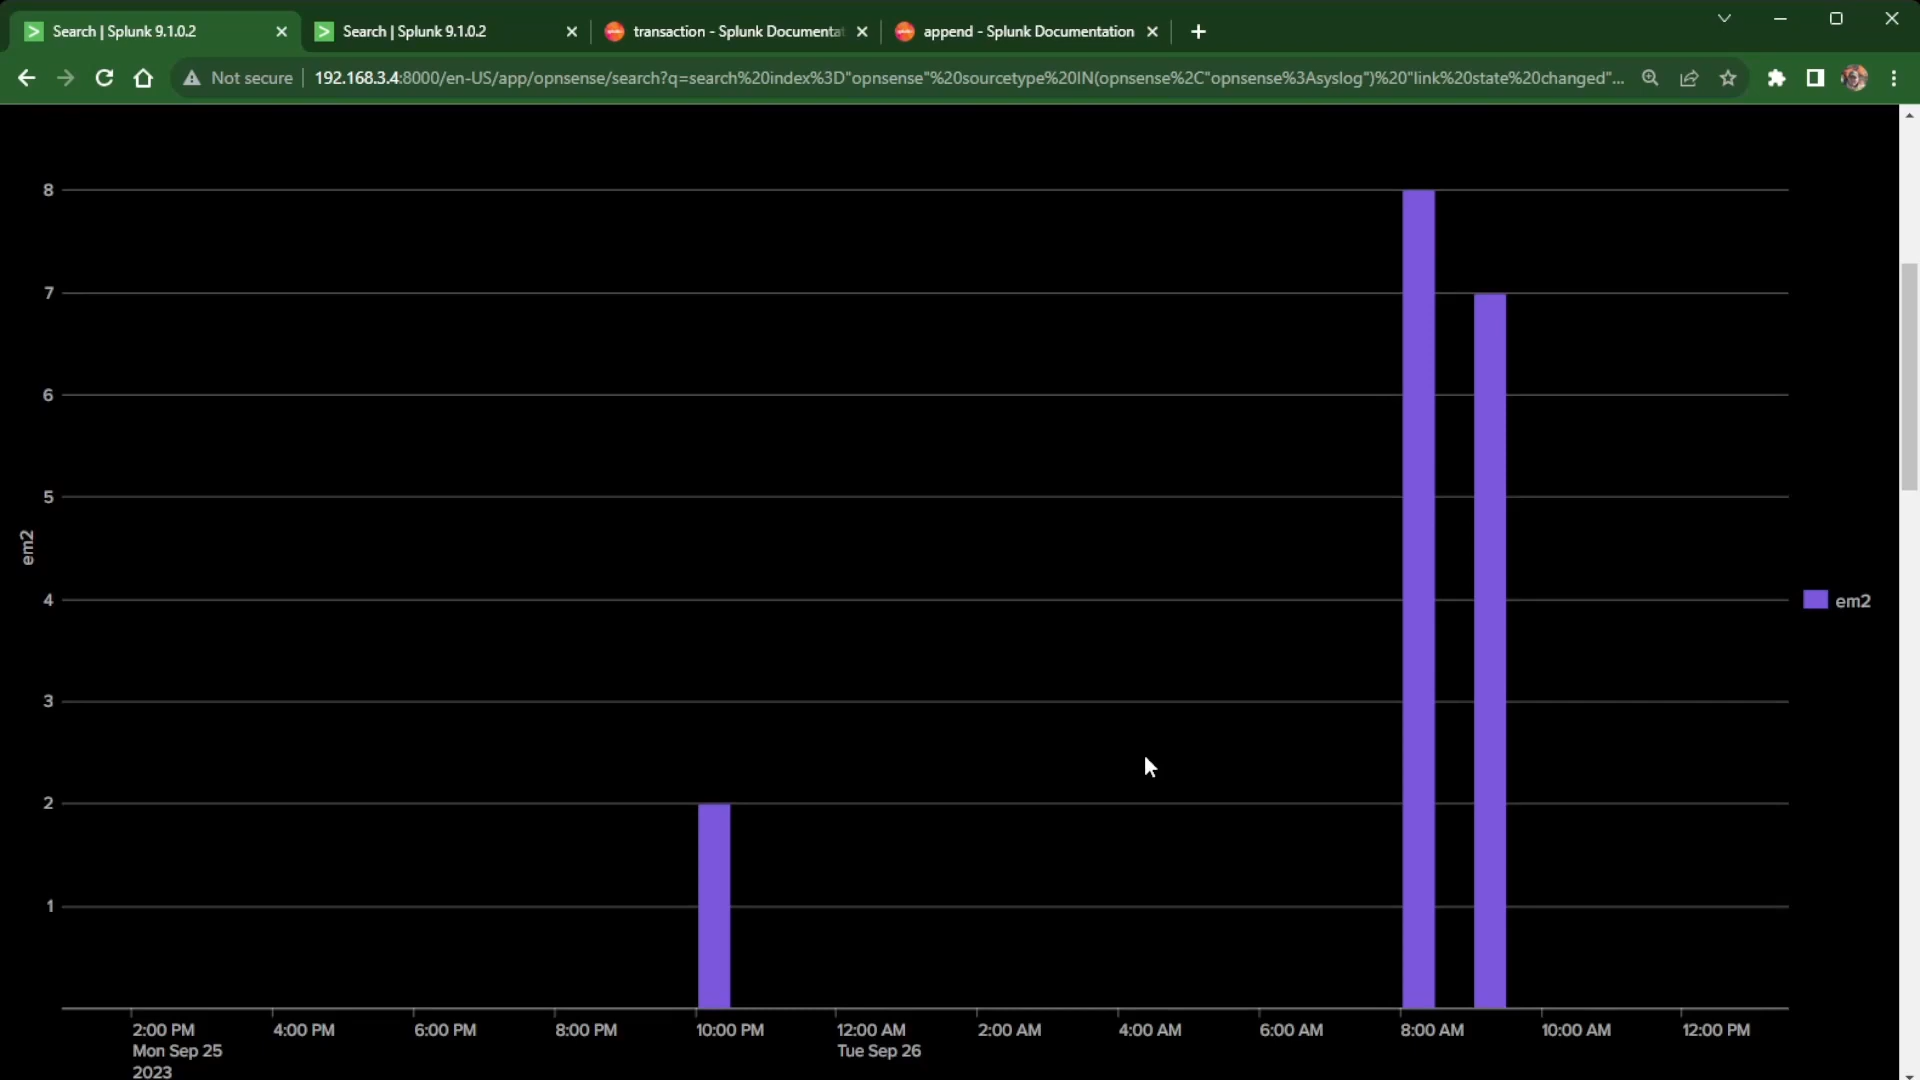 Search | Splunk 9.1.0.2
Search | Splunk 9.1.0.2
transaction - Splunk Documentat
append - Splunk Documentation
Not secure
192.168.3.4:8000/en-US/app/opnsense/search?q=search%20index%3D"opnsense"%20sourcetype%20IN(opnsense%2C"opnsense%3Asyslog")%20"link%20state%20changed"...
8
7
6
5
em2
4
em2
3
2
1
2:00 PM 4:00 PM 6:00 PM 8:00 PM 10:00 PM 12:00 AM 2:00 AM 4:00 AM 6:00 AM 8:00 AM 10:00 AM 12:00 PM
Mon Sep 25 Tue Sep 26
2023